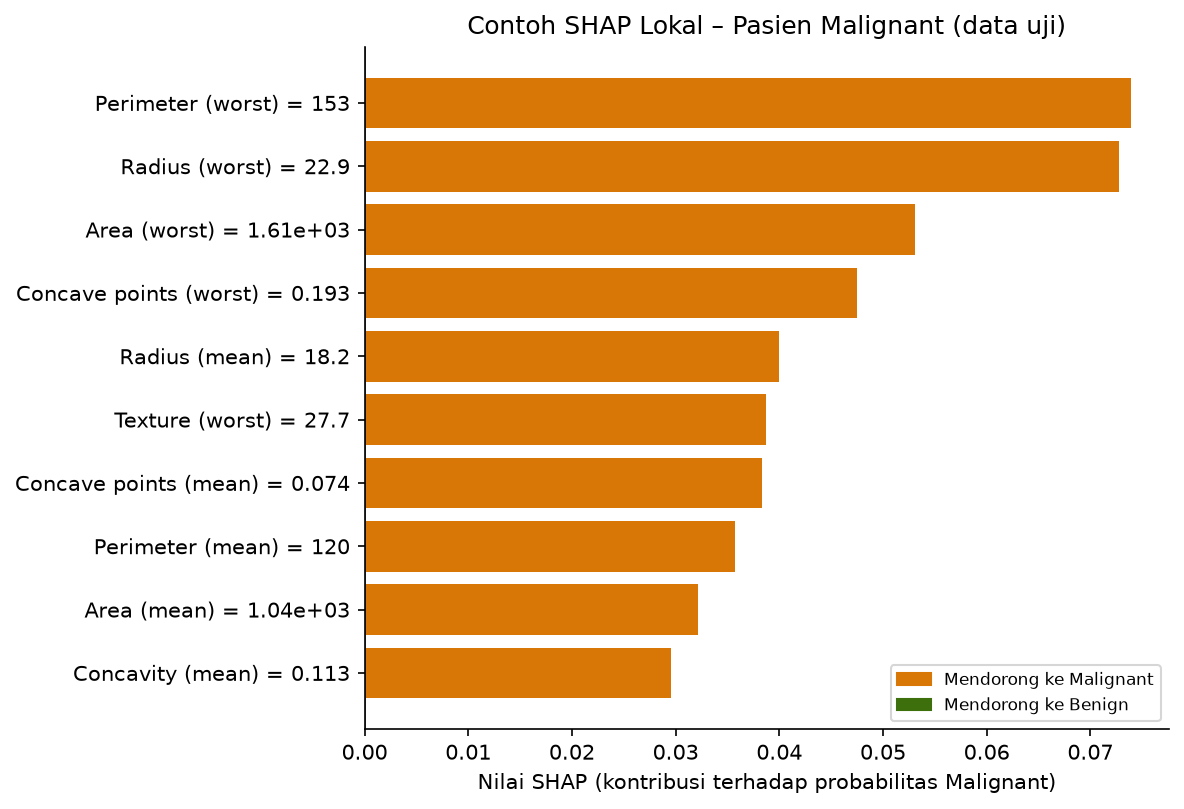 Contoh SHAP Lokal – Pasien Malignant (data uji)
Perimeter (worst) = 153
Radius (worst) = 22.9
Area (worst) = 1.61e+03
Concave points (worst) = 0.193
Radius (mean) = 18.2
Texture (worst) = 27.7
Concave points (mean) = 0.074
Perimeter (mean) = 120
Area (mean) = 1.04e+03
Concavity (mean) = 0.113
Mendorong ke Malignant
Mendorong ke Benign
0.00 0.01 0.02 0.03 0.04 0.05 0.06 0.07
Nilai SHAP (kontribusi terhadap probabilitas Malignant)